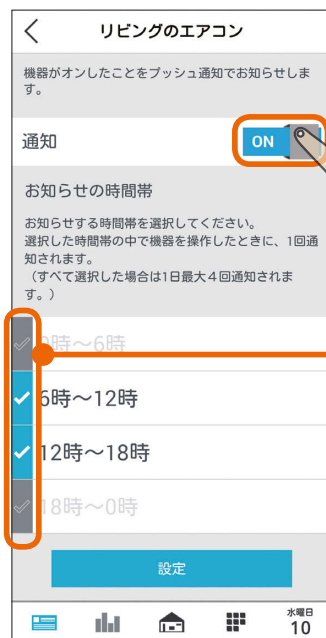 リビングのエアコン
機器がオンしたことをプッシュ通知でお知らせしま
す。
通知
ON
お知らせの時間帯
お知らせする時間帯を選択してください。
選択した時間帯の中で機器を操作したときに、1回通
知されます。
（すべて選択した場合は1日最大４回通知されま
す。）
時～6時
6時～12時
12時～18時
18時～0時
設定
水曜日
10